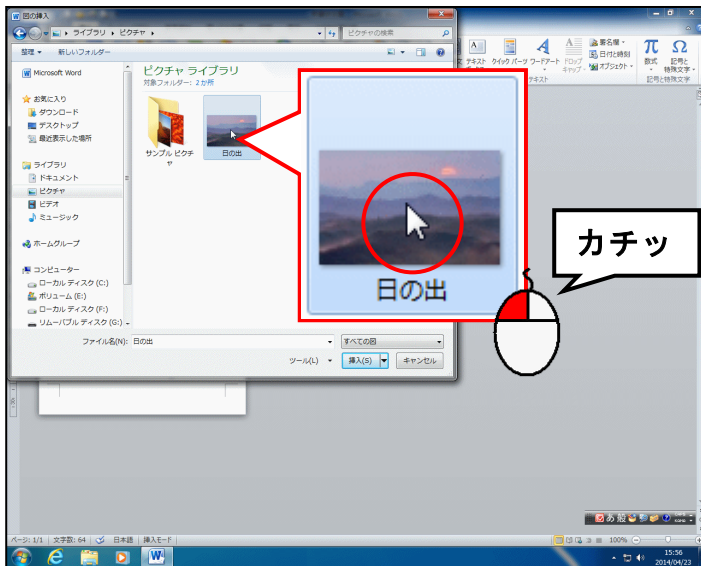 図の挿入
ライブラリ ▸ ピクチャ ▸
ピクチャの検索
整理 ▼ 新しいフォルダー
Microsoft Word
お気に入り
ダウンロード
デスクトップ
最近表示した場所
ライブラリ
ドキュメント
ピクチャ
ビデオ
ミュージック
ホームグループ
コンピューター
ローカル ディスク (C:)
ボリューム (E:)
ローカル ディスク (F:)
リムーバブル ディスク (G:)
ピクチャ ライブラリ
対象フォルダー: 2 か所
サンプル ピクチャ
日の出
日の出
カチッ
ファイル名(N): 日の出
すべての図
ツール(L) ▼ 挿入(S) キャンセル
テキスト
クイック パーツ
ワードアート
ドロップ
キャップ
署名欄
日付と時刻
オブジェクト
テキスト
π Ω
数式
記号と
特殊文字
記号と特殊文字
あ 般
KANA
ページ: 1/1 文字数: 64 日本語 挿入モード
100%
15:56
2014/04/23